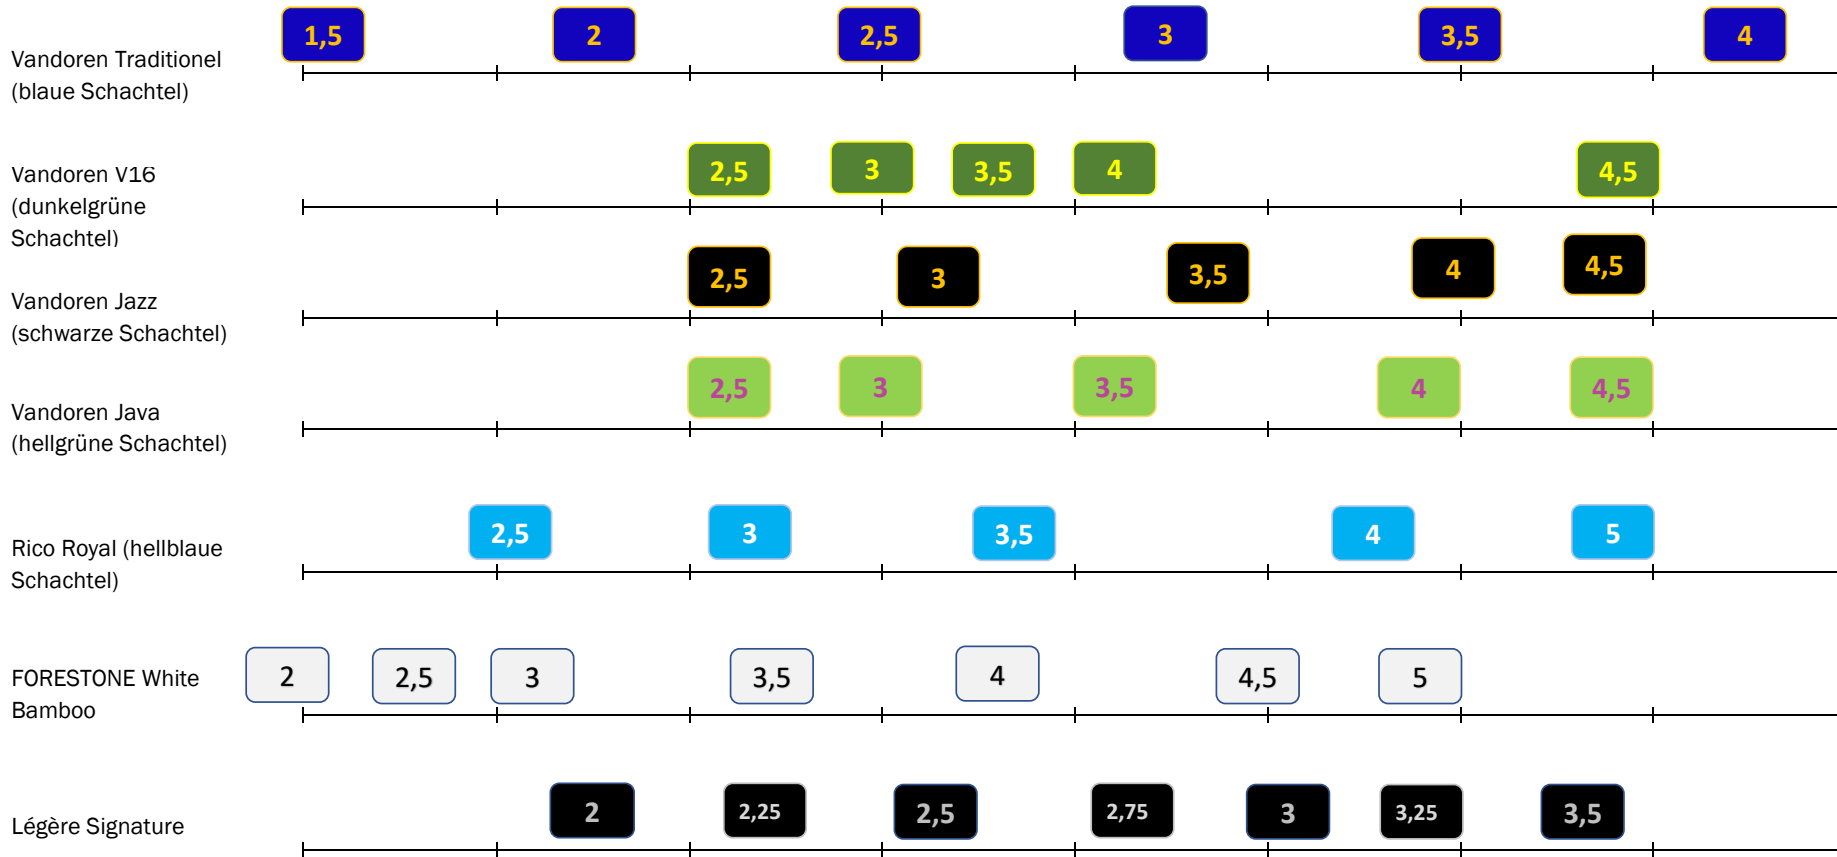 1,5 2 2,5 3 3,5 4
Vandoren Traditionel
(blaue Schachtel)
2,5 3 3,5 4 4,5
Vandoren V16
(dunkelgrüne
Schachtel)
2,5 3 3,5 4 4,5
Vandoren Jazz
(schwarze Schachtel)
2,5 3 3,5 4 4,5
Vandoren Java
(hellgrüne Schachtel)
2,5 3 3,5 4 5
Rico Royal (hellblaue
Schachtel)
2 2,5 3 3,5 4 4,5 5
FORESTONE White
Bamboo
2 2,25 2,5 2,75 3 3,25 3,5
Légère Signature